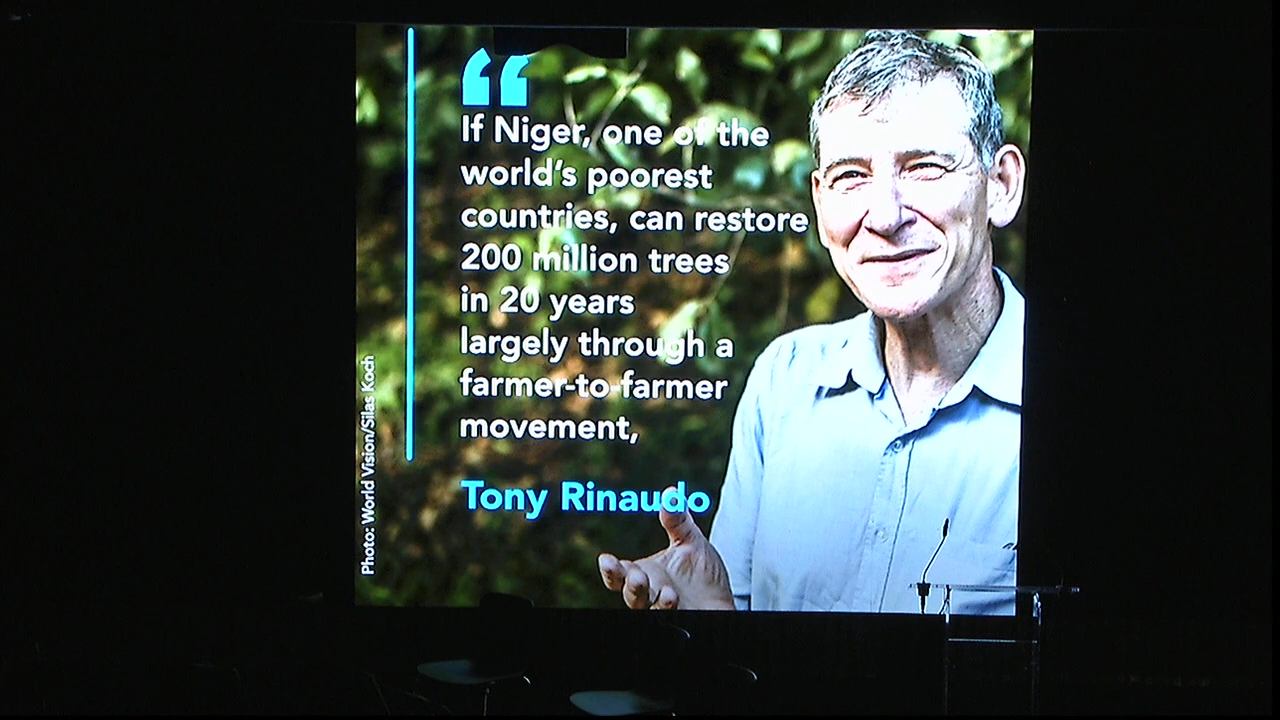 “
If Niger, one of the
world's poorest
countries, can restore
200 million trees
in 20 years
largely through a
farmer-to-farmer
movement,
Tony Rinaudo
Photo: World Vision/Silas Koch